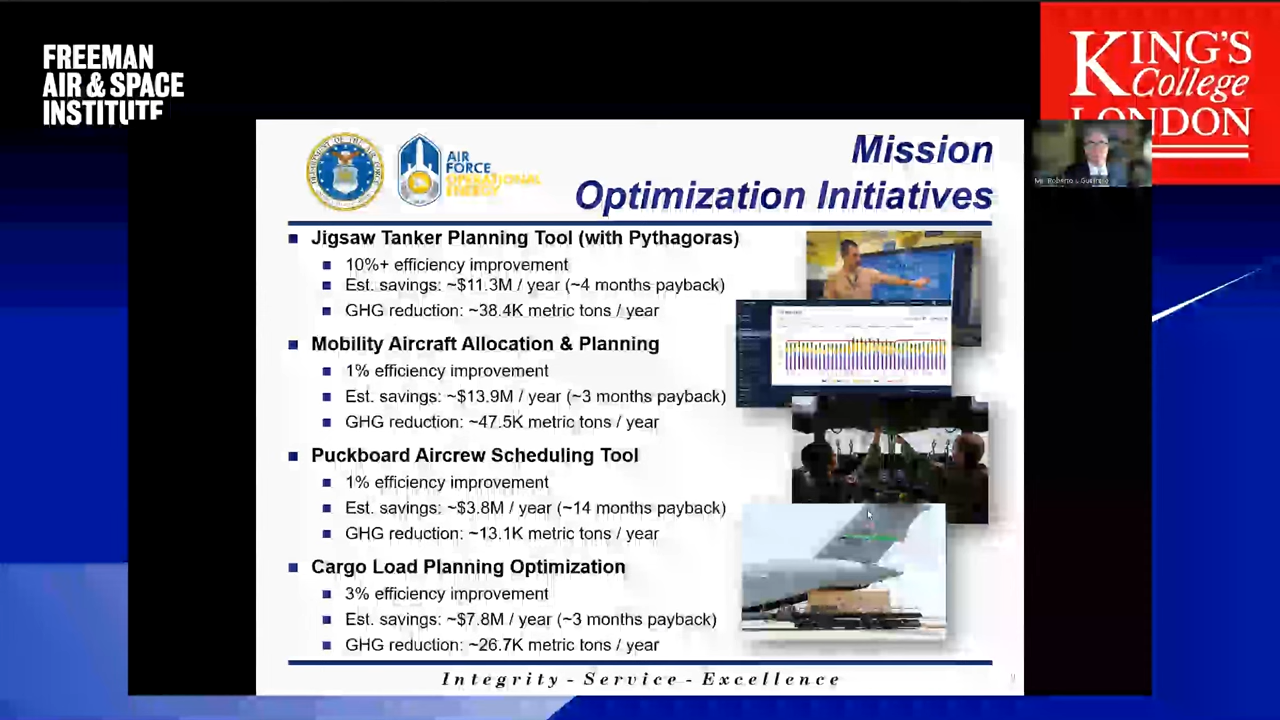 FREEMAN
AIR & SPACE
INSTITUTE
KING'S
College
LONDON
AIR
FORCE
OPERATIONAL
ENERGY
Mission
Optimization Initiatives
■ Jigsaw Tanker Planning Tool (with Pythagoras)
■ 10%+ efficiency improvement
■ Est. savings: ~$11.3M / year (~4 months payback)
■ GHG reduction: ~38.4K metric tons / year
■ Mobility Aircraft Allocation & Planning
■ 1% efficiency improvement
■ Est. savings: ~$13.9M / year (~3 months payback)
■ GHG reduction: ~47.5K metric tons / year
■ Puckboard Aircrew Scheduling Tool
■ 1% efficiency improvement
■ Est. savings: ~$3.8M / year (~14 months payback)
■ GHG reduction: ~13.1K metric tons / year
■ Cargo Load Planning Optimization
■ 3% efficiency improvement
■ Est. savings: ~$7.8M / year (~3 months payback)
■ GHG reduction: ~26.7K metric tons / year
Integrity - Service - Excellence